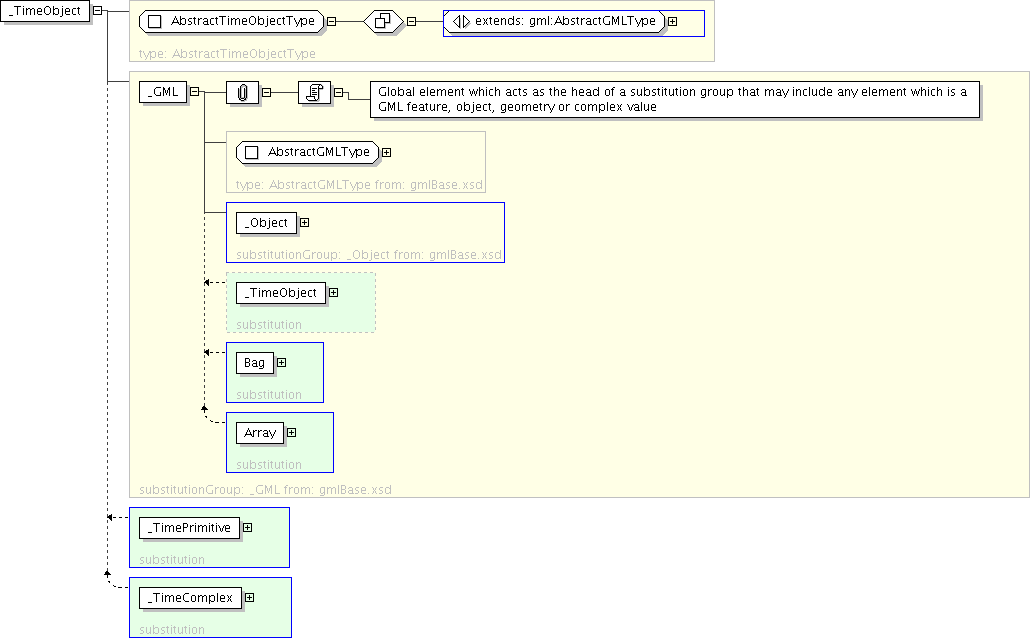 _TimeObject
AbstractTimeObjectType
extends: gml:AbstractGMLType
type: AbstractTimeObjectType
_GML
Global element which acts as the head of a substitution group that may include any element which is a
GML feature, object, geometry or complex value
AbstractGMLType
type: AbstractGMLType from: gmlBase.xsd
_Object
substitutionGroup: _Object from: gmlBase.xsd
_TimeObject
substitution
Bag
substitution
Array
substitution
substitutionGroup: _GML from: gmlBase.xsd
_TimePrimitive
substitution
_TimeComplex
substitution